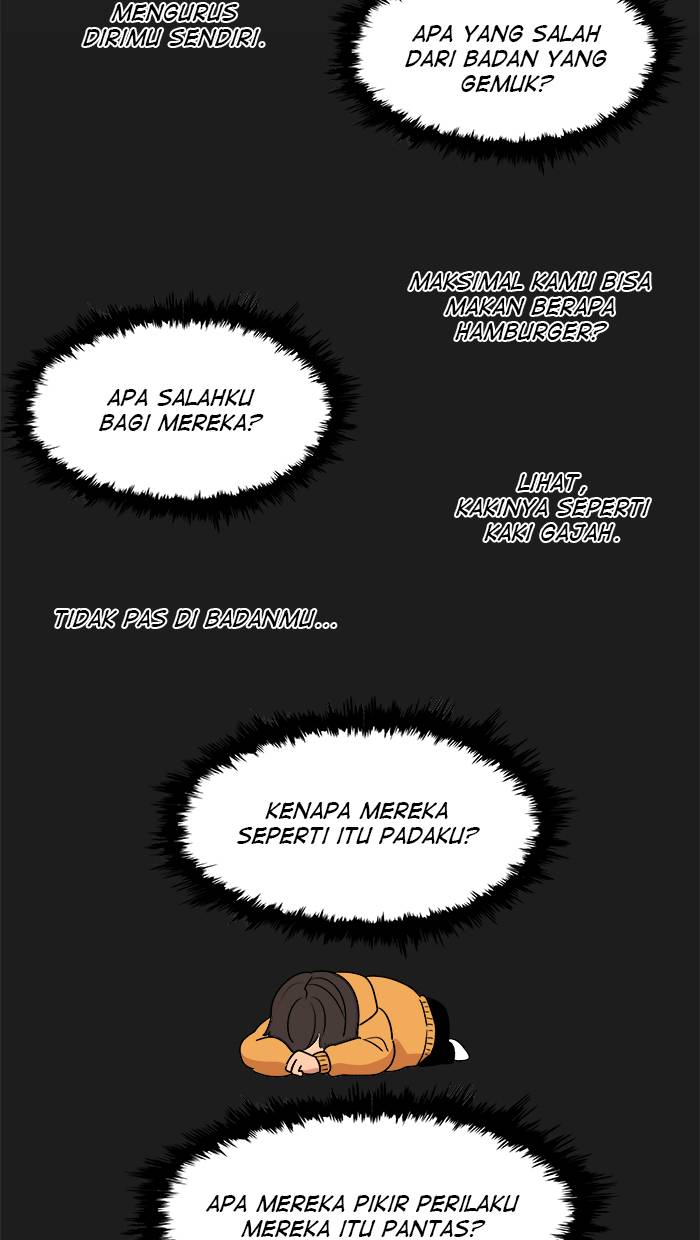 MENGURUS
DIRIMU SENDIRI.
APA YANG SALAH
DARI BADAN YANG
GEMUK?
MAKSIMAL KAMU BISA
MAKAN BERAPA
HAMBURGER?
APA SALAHKU
BAGI MEREKA?
LIHAT,
KAKINYA SEPERTI
KAKI GAJAH.
TIDAK PAS DI BADANMU...
KENAPA MEREKA
SEPERTI ITU PADAKU?
APA MEREKA PIKIR PERILAKU
MEREKA ITU PANTAS?